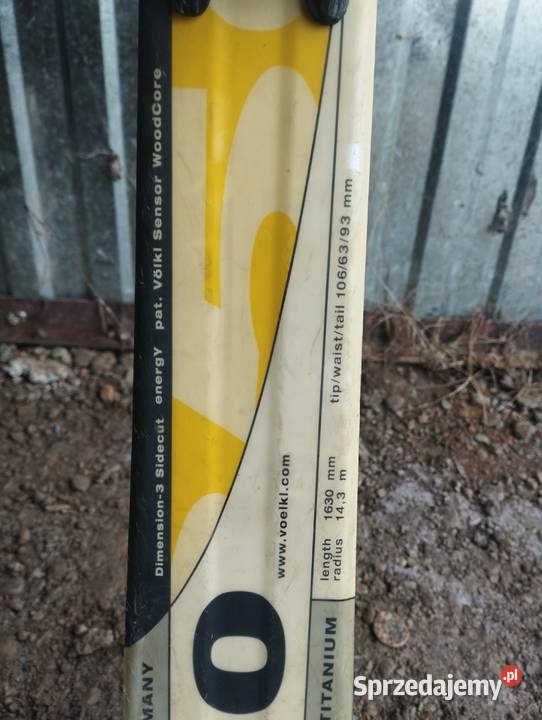 Dimension-3 Sidecut energy pat. Völkl Sensor WoodCore
tip/waist/tail 106/63/93 mm
www.voelkl.com
length 1630 mm
radius 14,3 m
O
MANY
TITANIUM
Sprzedajemy.pl